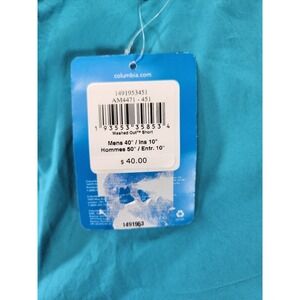 columbia.com
1491953451
AM4471 - 451
1 93553 35853 4
Washed Out™ Short
Mens 40" / Ins 10"
Hommes 50" / Entr. 10"
$ 40.00
1491953